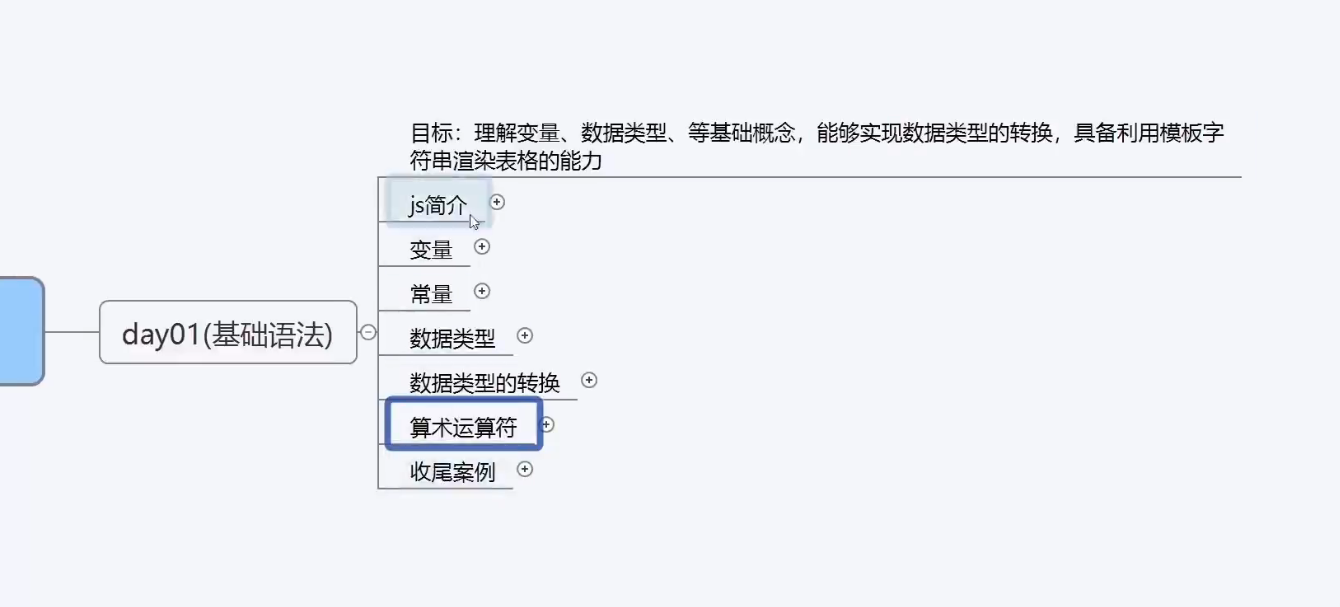 目标：理解变量、数据类型、等基础概念，能够实现数据类型的转换，具备利用模板字
符串渲染表格的能力
js简介
变量
常量
day01(基础语法)
数据类型
数据类型的转换
算术运算符
收尾案例